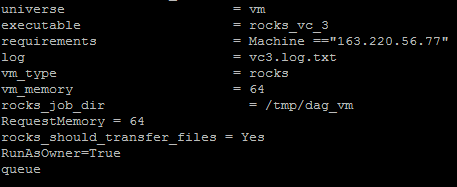 universe = vm
executable = rocks_vc_3
requirements = Machine =="163.220.56.77"
log = vc3.log.txt
vm_type = rocks
vm_memory = 64
rocks_job_dir = /tmp/dag_vm
RequestMemory = 64
rocks_should_transfer_files = Yes
RunAsOwner=True
queue